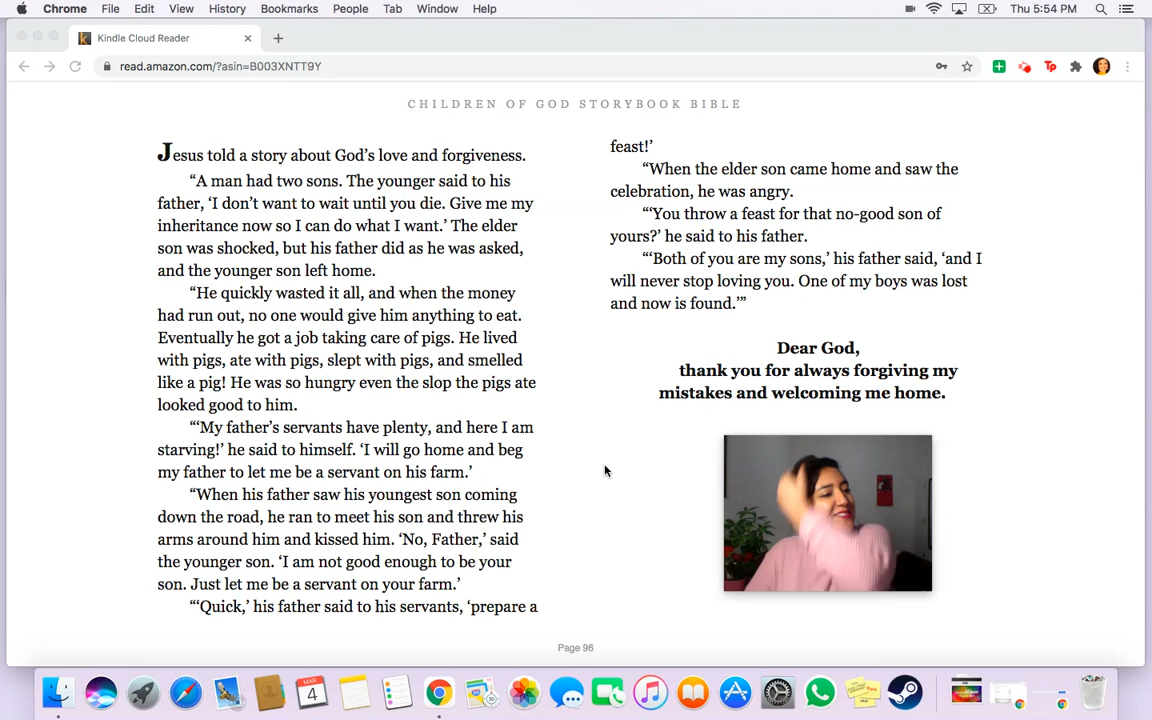 Chrome File Edit View History Bookmarks People Tab Window Help Thu 5:54 PM
Kindle Cloud Reader
read.amazon.com/?asin=B003XNTT9Y
CHILDREN OF GOD STORYBOOK BIBLE
Jesus told a story about God’s love and forgiveness.
“A man had two sons. The younger said to his
father, ‘I don’t want to wait until you die. Give me my
inheritance now so I can do what I want.’ The elder
son was shocked, but his father did as he was asked,
and the younger son left home.
“He quickly wasted it all, and when the money
had run out, no one would give him anything to eat.
Eventually he got a job taking care of pigs. He lived
with pigs, ate with pigs, slept with pigs, and smelled
like a pig! He was so hungry even the slop the pigs ate
looked good to him.
“‘My father’s servants have plenty, and here I am
starving!’ he said to himself. ‘I will go home and beg
my father to let me be a servant on his farm.’
“When his father saw his youngest son coming
down the road, he ran to meet his son and threw his
arms around him and kissed him. ‘No, Father,’ said
the younger son. ‘I am not good enough to be your
son. Just let me be a servant on your farm.’
“‘Quick,’ his father said to his servants, ‘prepare a
feast!’
“When the elder son came home and saw the
celebration, he was angry.
“‘You throw a feast for that no-good son of
yours?’ he said to his father.
“‘Both of you are my sons,’ his father said, ‘and I
will never stop loving you. One of my boys was lost
and now is found.’”
Dear God,
thank you for always forgiving my
mistakes and welcoming me home.
Page 96
MAR
4